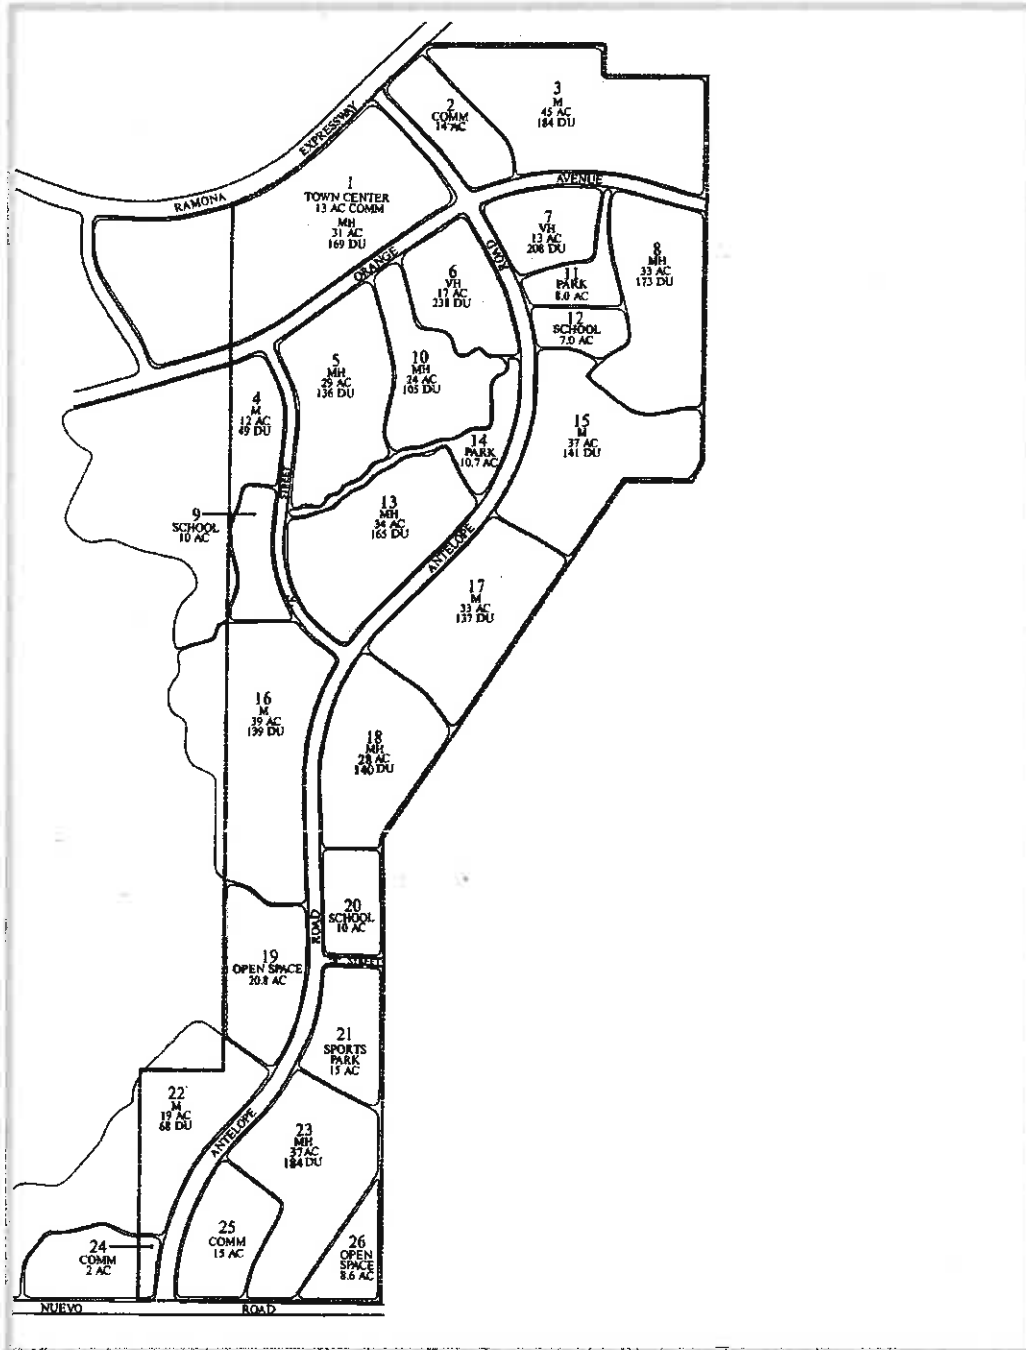 RAMONA
EXPRESSWAY
1
TOWN CENTER
13 AC COMM
MH
31 AC
169 DU
2
COMM
14 AC
3
M
45 AC
184 DU
AVENUE
ORANGE
ROAD
7
VH
13 AC
208 DU
8
MH
33 AC
173 DU
6
VH
17 AC
238 DU
11
PARK
8.0 AC
12
SCHOOL
7.0 AC
5
MH
29 AC
136 DU
10
MH
24 AC
105 DU
4
M
12 AC
49 DU
15
M
37 AC
141 DU
14
PARK
10.7 AC
STREET
9
SCHOOL
10 AC
13
MH
34 AC
165 DU
ANTELOPE
17
M
33 AC
137 DU
16
M
39 AC
139 DU
18
MH
28 AC
140 DU
20
SCHOOL
10 AC
ROAD
STREET
19
OPEN SPACE
20.8 AC
21
SPORTS
PARK
15 AC
22
M
19 AC
68 DU
ANTELOPE
23
MH
37 AC
184 DU
24
COMM
2 AC
25
COMM
15 AC
26
OPEN
SPACE
8.6 AC
NUEVO
ROAD